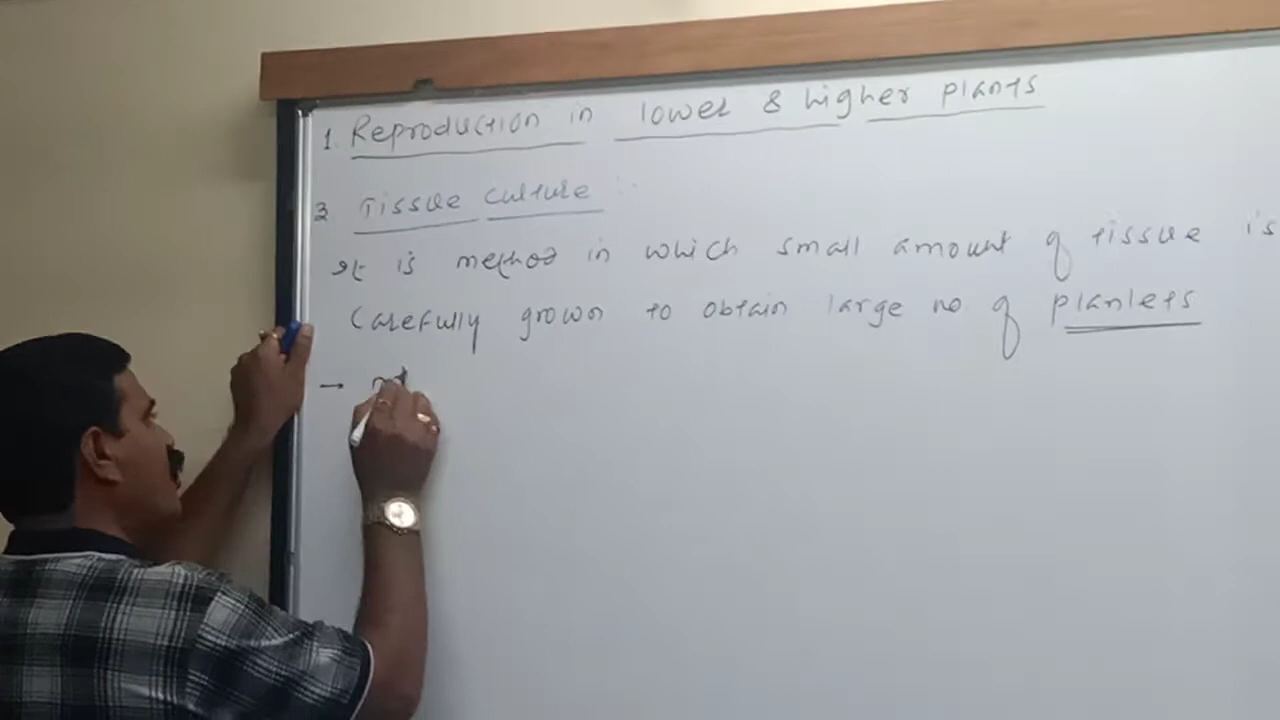 1. Reproduction in lower & higher plants
3 Tissue culture :-
It is method in which small amount of tissue is
Carefully grown to obtain large no. of planlets
→